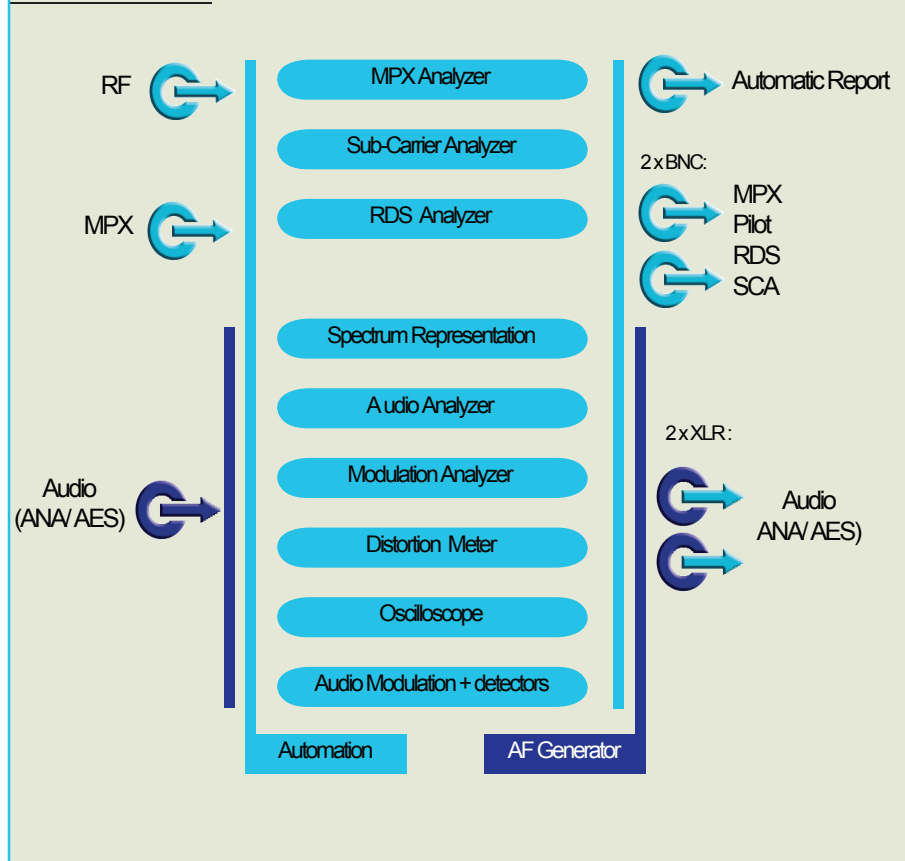 RF
MPX Analyzer
Automatic Report
Sub-Carrier Analyzer
2 x BNC:
MPX
RDS Analyzer
MPX
Pilot
RDS
SCA
Spectrum Representation
Audio Analyzer
2 x XLR:
Modulation Analyzer
Audio
(ANA/ AES)
Audio
ANA/ AES)
Distortion Meter
Oscilloscope
Audio Modulation + detectors
Automation
AF Generator